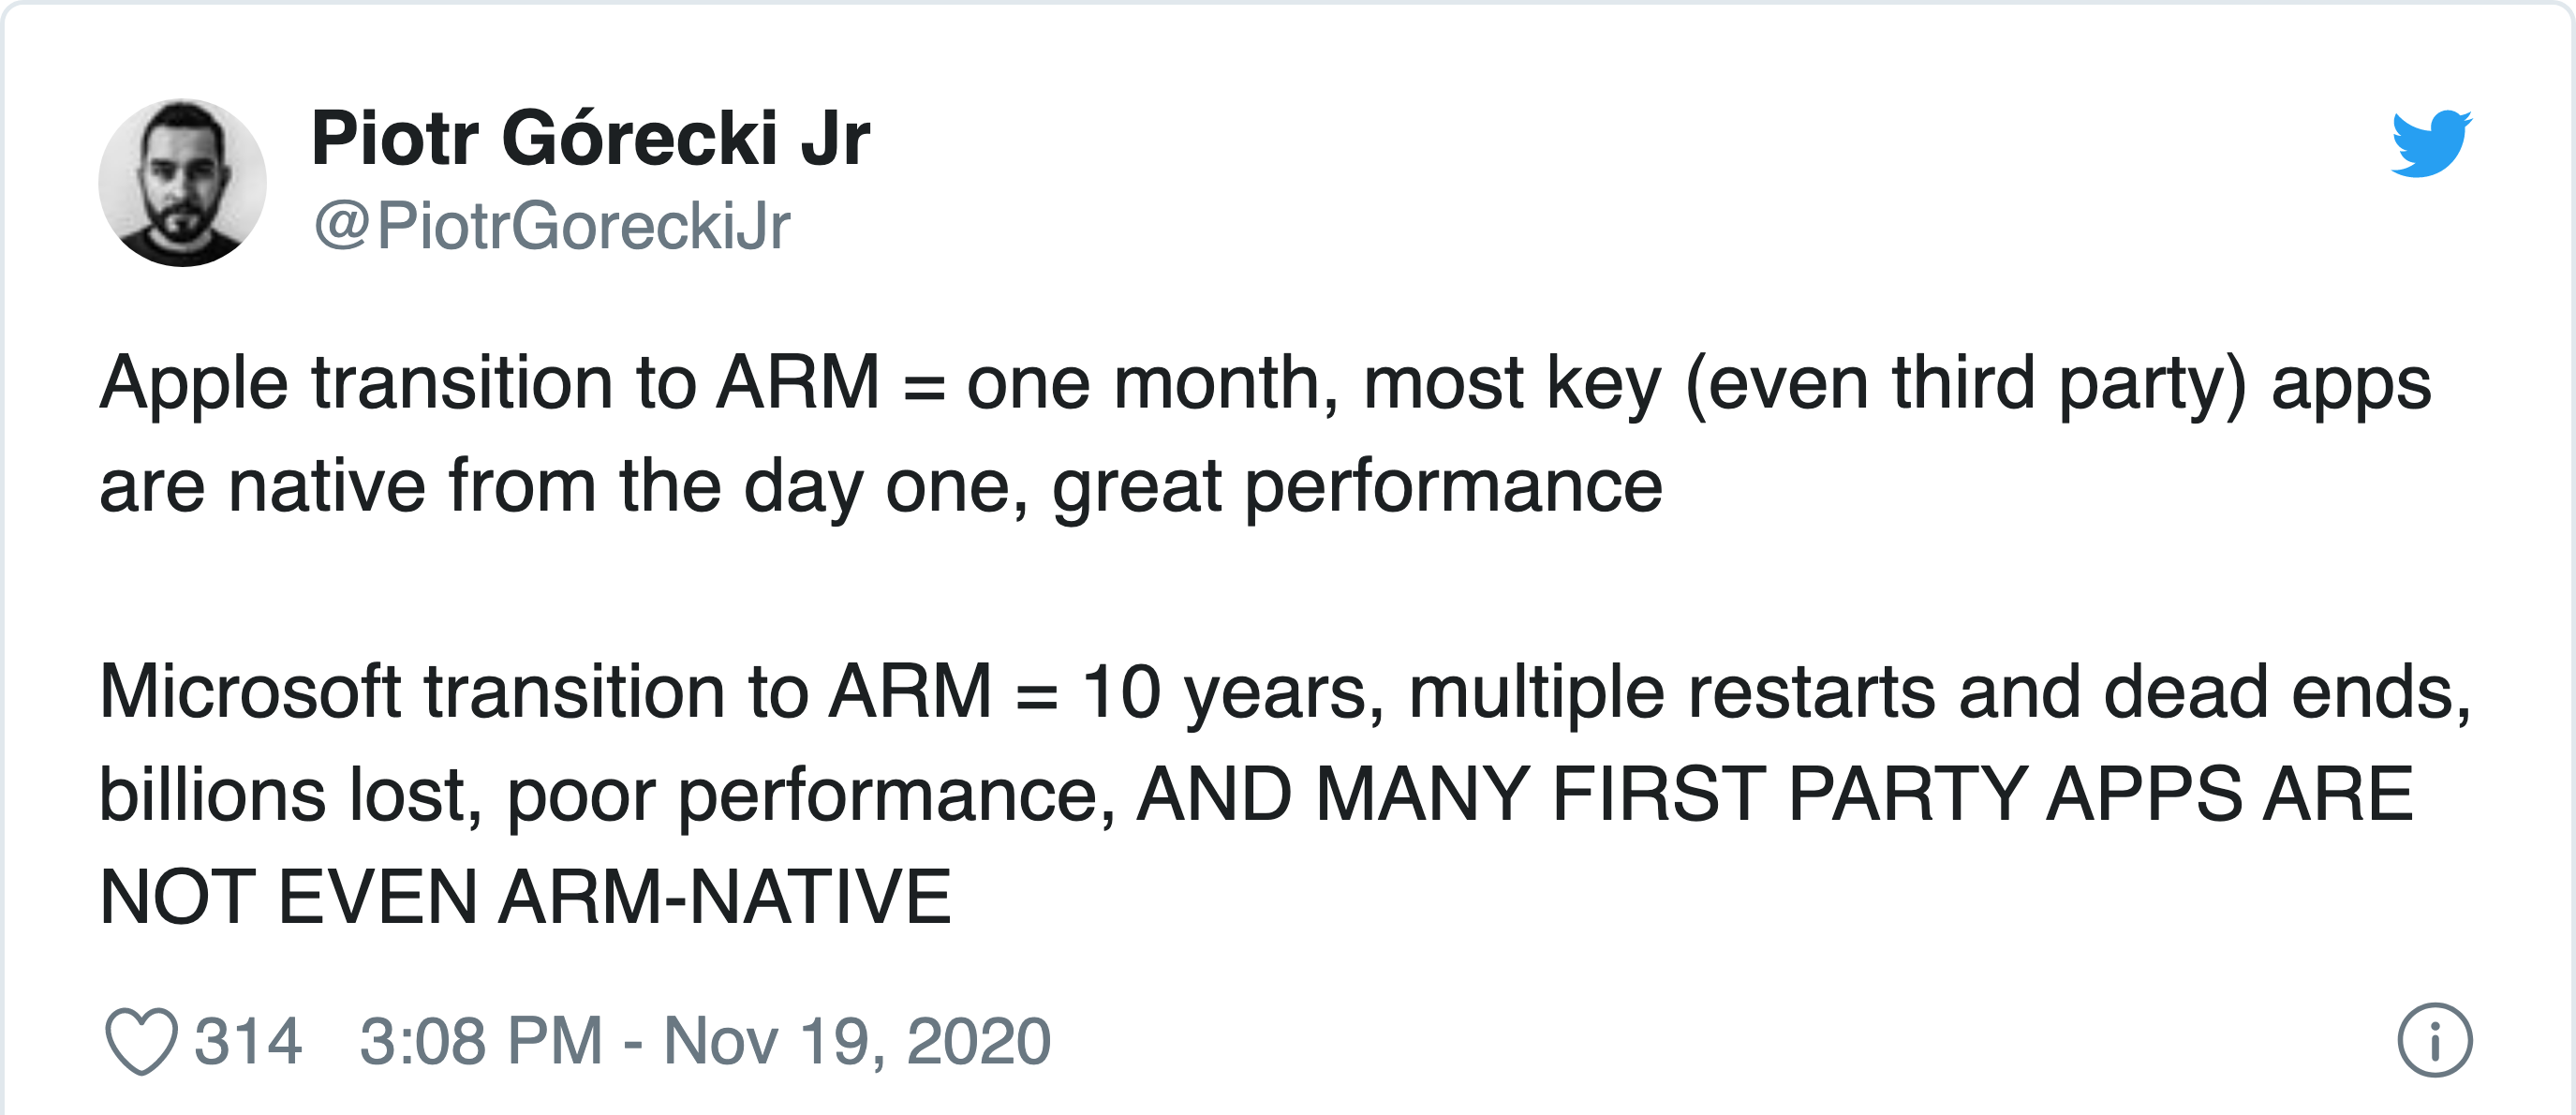 Piotr Górecki Jr
@PiotrGoreckiJr
Apple transition to ARM = one month, most key (even third party) apps
are native from the day one, great performance
Microsoft transition to ARM = 10 years, multiple restarts and dead ends,
billions lost, poor performance, AND MANY FIRST PARTY APPS ARE
NOT EVEN ARM-NATIVE
314 3:08 PM - Nov 19, 2020